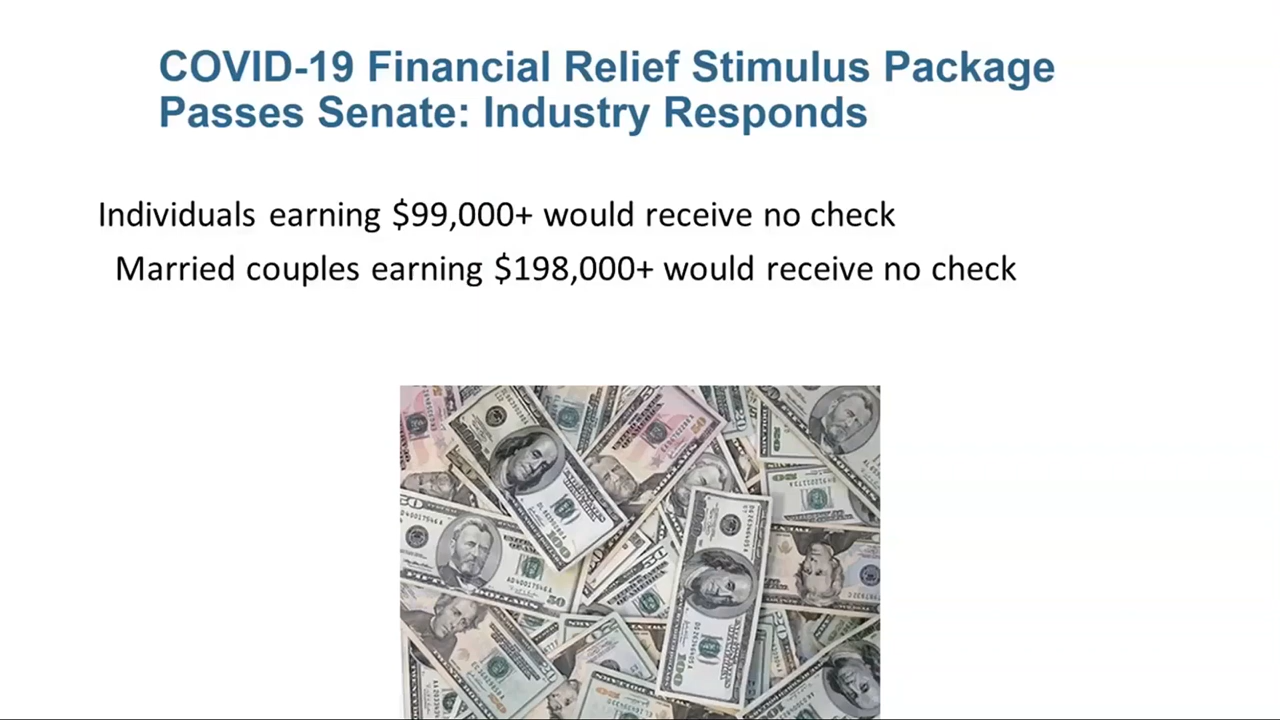 COVID-19 Financial Relief Stimulus Package
Passes Senate: Industry Responds
Individuals earning $99,000+ would receive no check
Married couples earning $198,000+ would receive no check